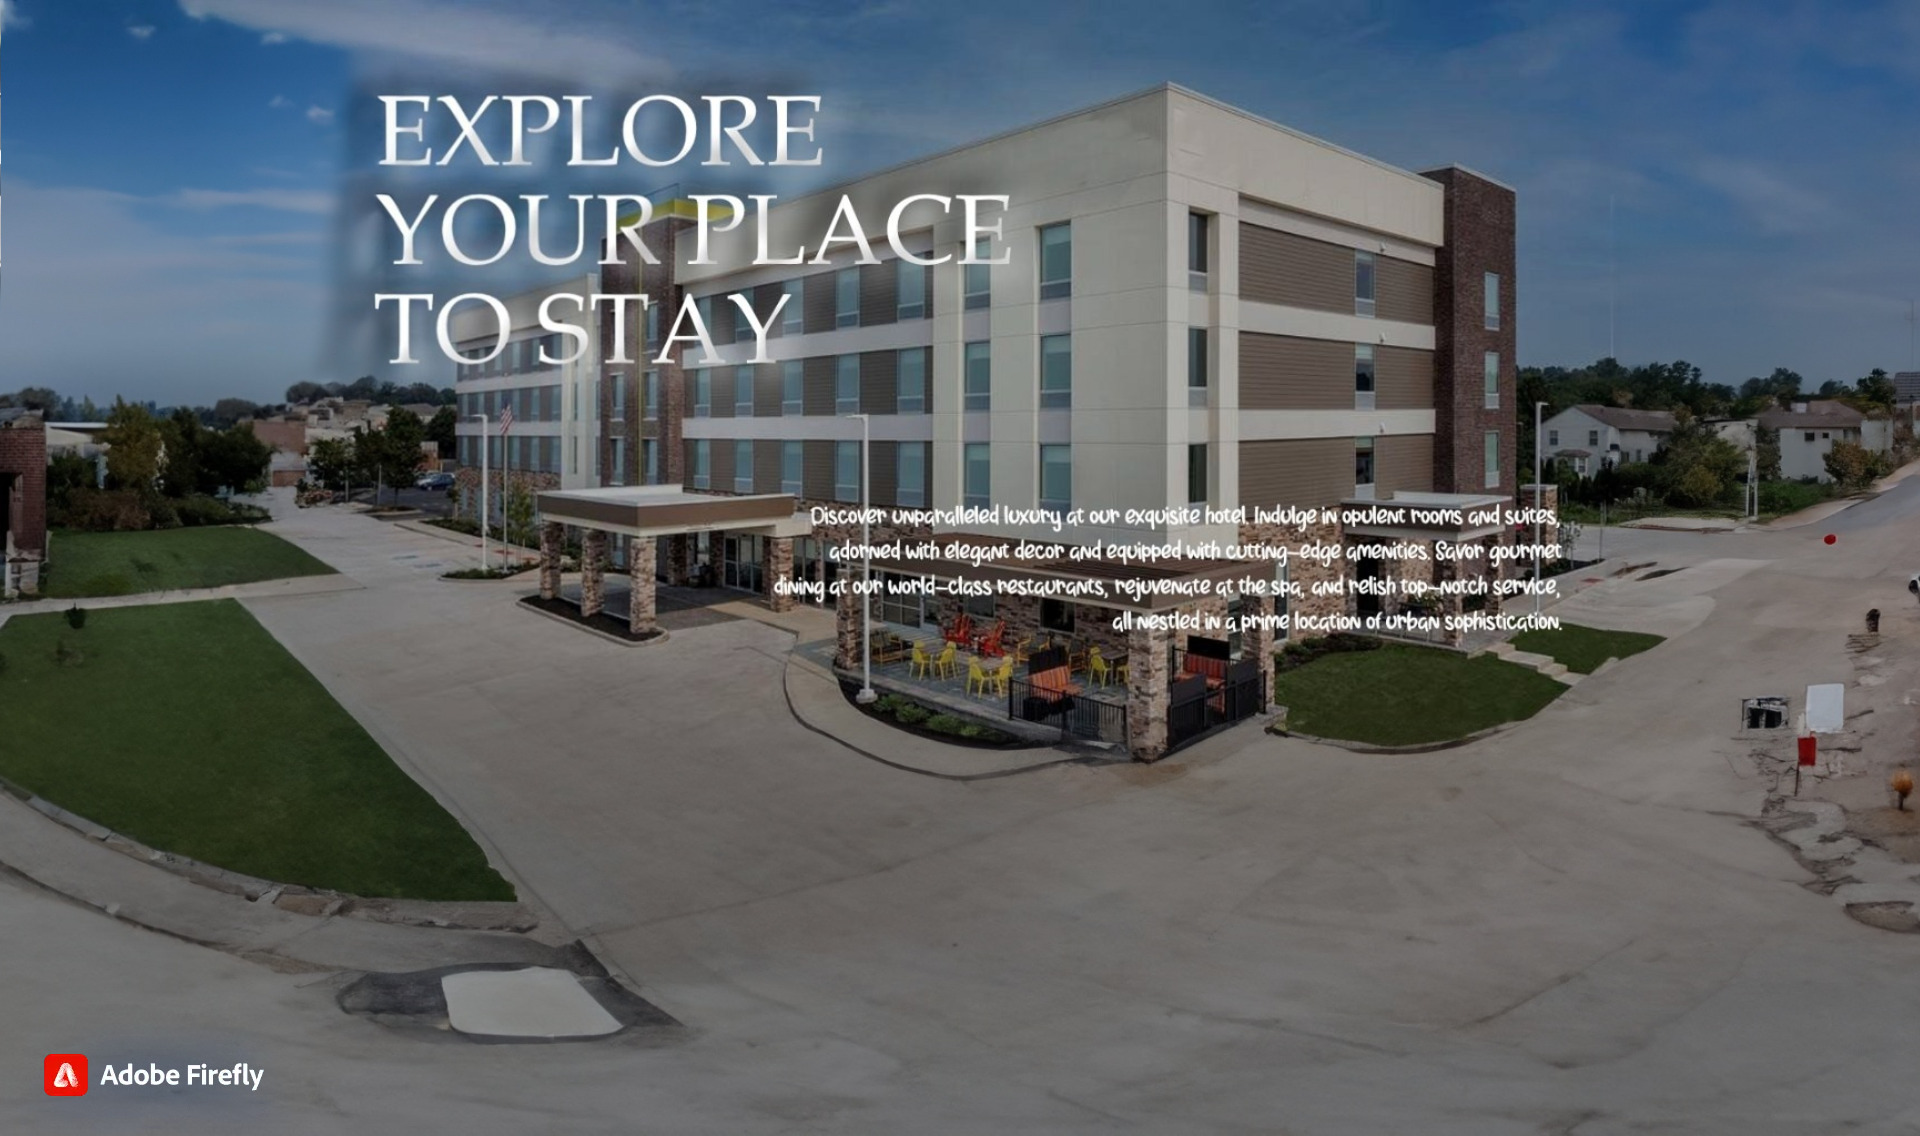 EXPLORE
YOUR PLACE
TO STAY
Discover unparalleled luxury at our exquisite hotel. Indulge in opulent rooms and suites,
adorned with elegant decor and equipped with cutting-edge amenities. Savor gourmet
dining at our world-class restaurants, rejuvenate at the spa, and relish top-notch service,
all nestled in a prime location of urban sophistication.
Adobe Firefly